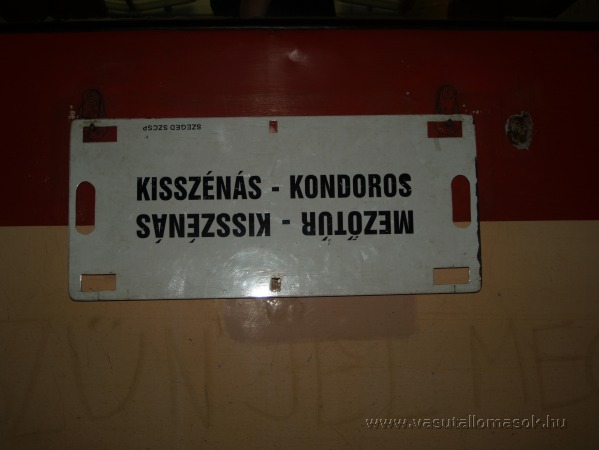 SZEGED SZCSP
KISSZÉNÁS - KONDOROS
MEZŐTÚR - KISSZÉNÁS
www.vasutallomasok.hu